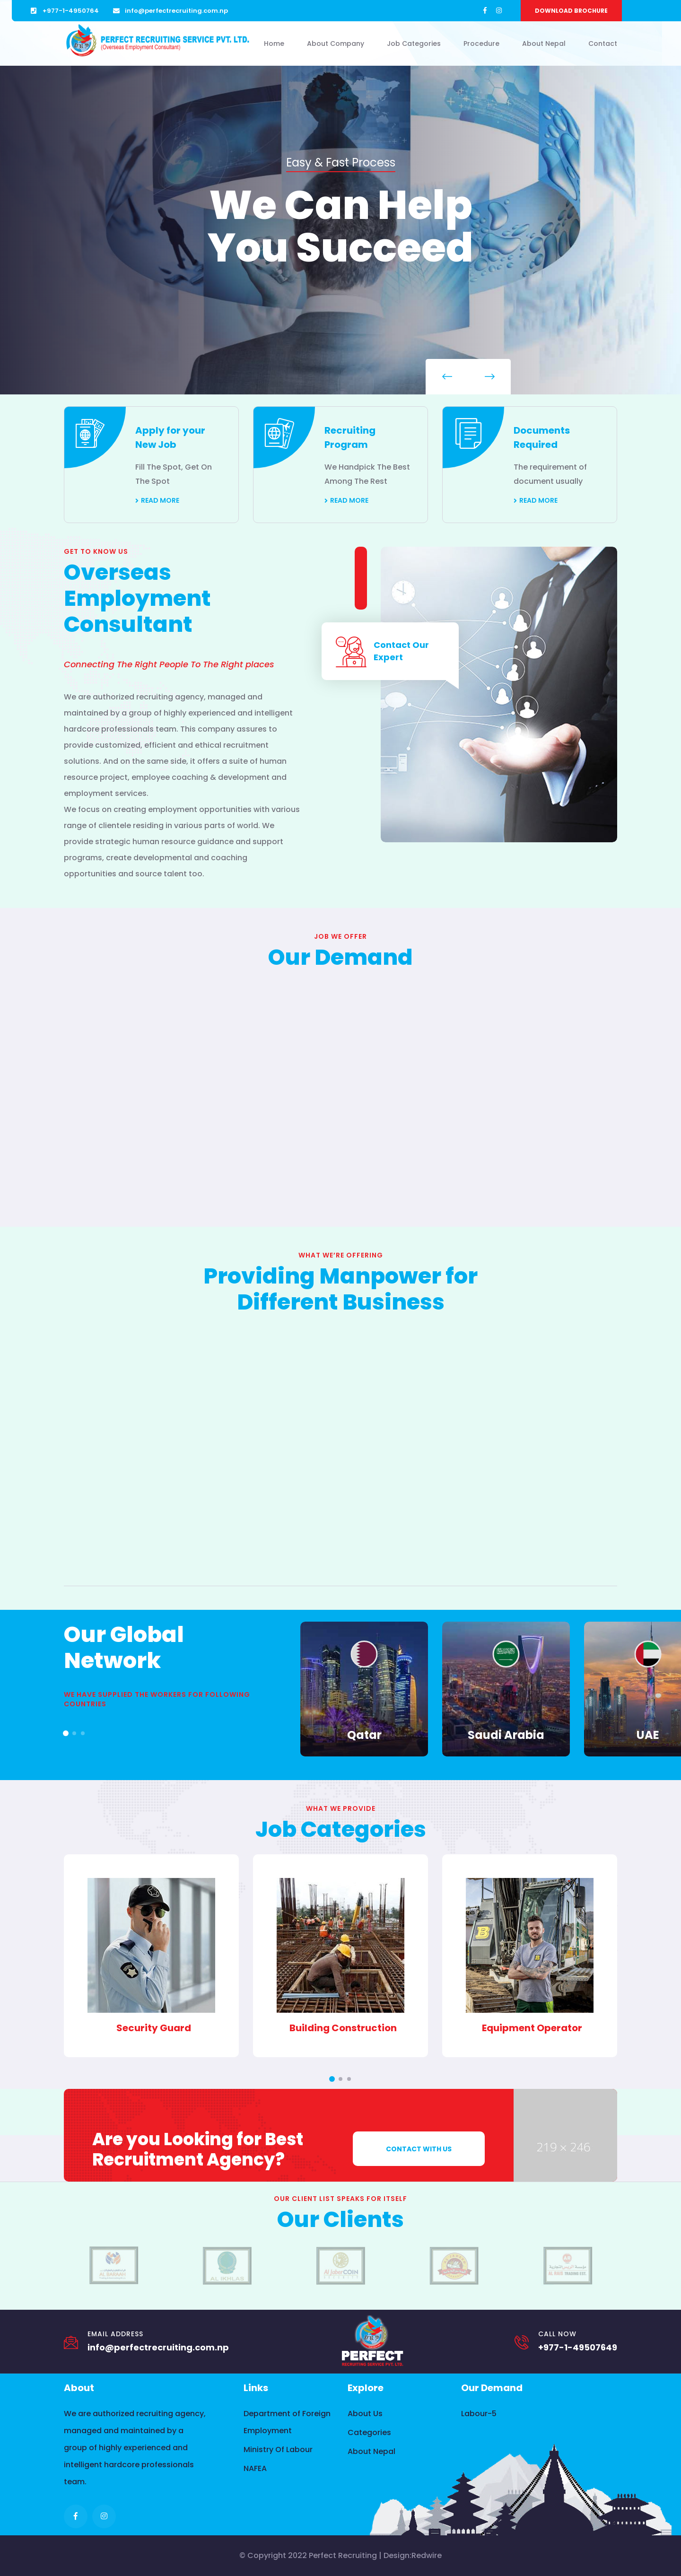 +977-1-4950764
info@perfectrecruiting.com.np
DOWNLOAD BROCHURE
PERFECT RECRUITING SERVICE PVT. LTD.
(Overseas Employment Consultant)
Home
About Company
Job Categories
Procedure
About Nepal
Contact
Easy & Fast Process
We Can Help
You Succeed
Apply for your
New Job
Fill The Spot, Get On
The Spot
READ MORE
Recruiting
Program
We Handpick The Best
Among The Rest
READ MORE
Documents
Required
The requirement of
document usually
READ MORE
GET TO KNOW US
Overseas
Employment
Consultant
Connecting The Right People To The Right places
We are authorized recruiting agency, managed and
maintained by a group of highly experienced and intelligent
hardcore professionals team. This company assures to
provide customized, efficient and ethical recruitment
solutions. And on the same side, it offers a suite of human
resource project, employee coaching & development and
employment services.
We focus on creating employment opportunities with various
range of clientele residing in various parts of world. We
provide strategic human resource guidance and support
programs, create developmental and coaching
opportunities and source talent too.
Contact Our
Expert
JOB WE OFFER
Our Demand
WHAT WE'RE OFFERING
Providing Manpower for
Different Business
Our Global
Network
WE HAVE SUPPLIED THE WORKERS FOR FOLLOWING
COUNTRIES
Qatar
Saudi Arabia
UAE
WHAT WE PROVIDE
Job Categories
Security Guard
Building Construction
Equipment Operator
Are you Looking for Best
Recruitment Agency?
CONTACT WITH US
219 × 246
OUR CLIENT LIST SPEAKS FOR ITSELF
Our Clients
EMAIL ADDRESS
info@perfectrecruiting.com.np
PERFECT
RECRUITING SERVICE PVT. LTD.
CALL NOW
+977-1-49507649
About
We are authorized recruiting agency,
managed and maintained by a
group of highly experienced and
intelligent hardcore professionals
team.
Links
Department of Foreign
Employment
Ministry Of Labour
NAFEA
Explore
About Us
Categories
About Nepal
Our Demand
Labour-5
© Copyright 2022 Perfect Recruiting | Design:Redwire